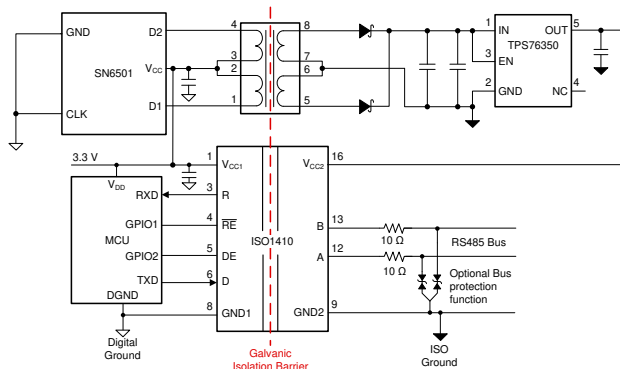 GND
CLK
SN6501
D2
VCC
D1
4
3
2
1
8
7
6
5
1
IN
3
EN
2
GND
TPS76350
OUT
5
NC
4
3.3 V
VDD
MCU
RXD
GPIO1
GPIO2
TXD
DGND
Digital
Ground
1
VCC1
3
R
4
RE
5
DE
6
D
8
GND1
ISO1410
VCC2
16
B
13
A
12
GND2
9
10 Ω
10 Ω
RS485 Bus
Optional Bus
protection
function
ISO
Ground
Galvanic
Isolation Barrier